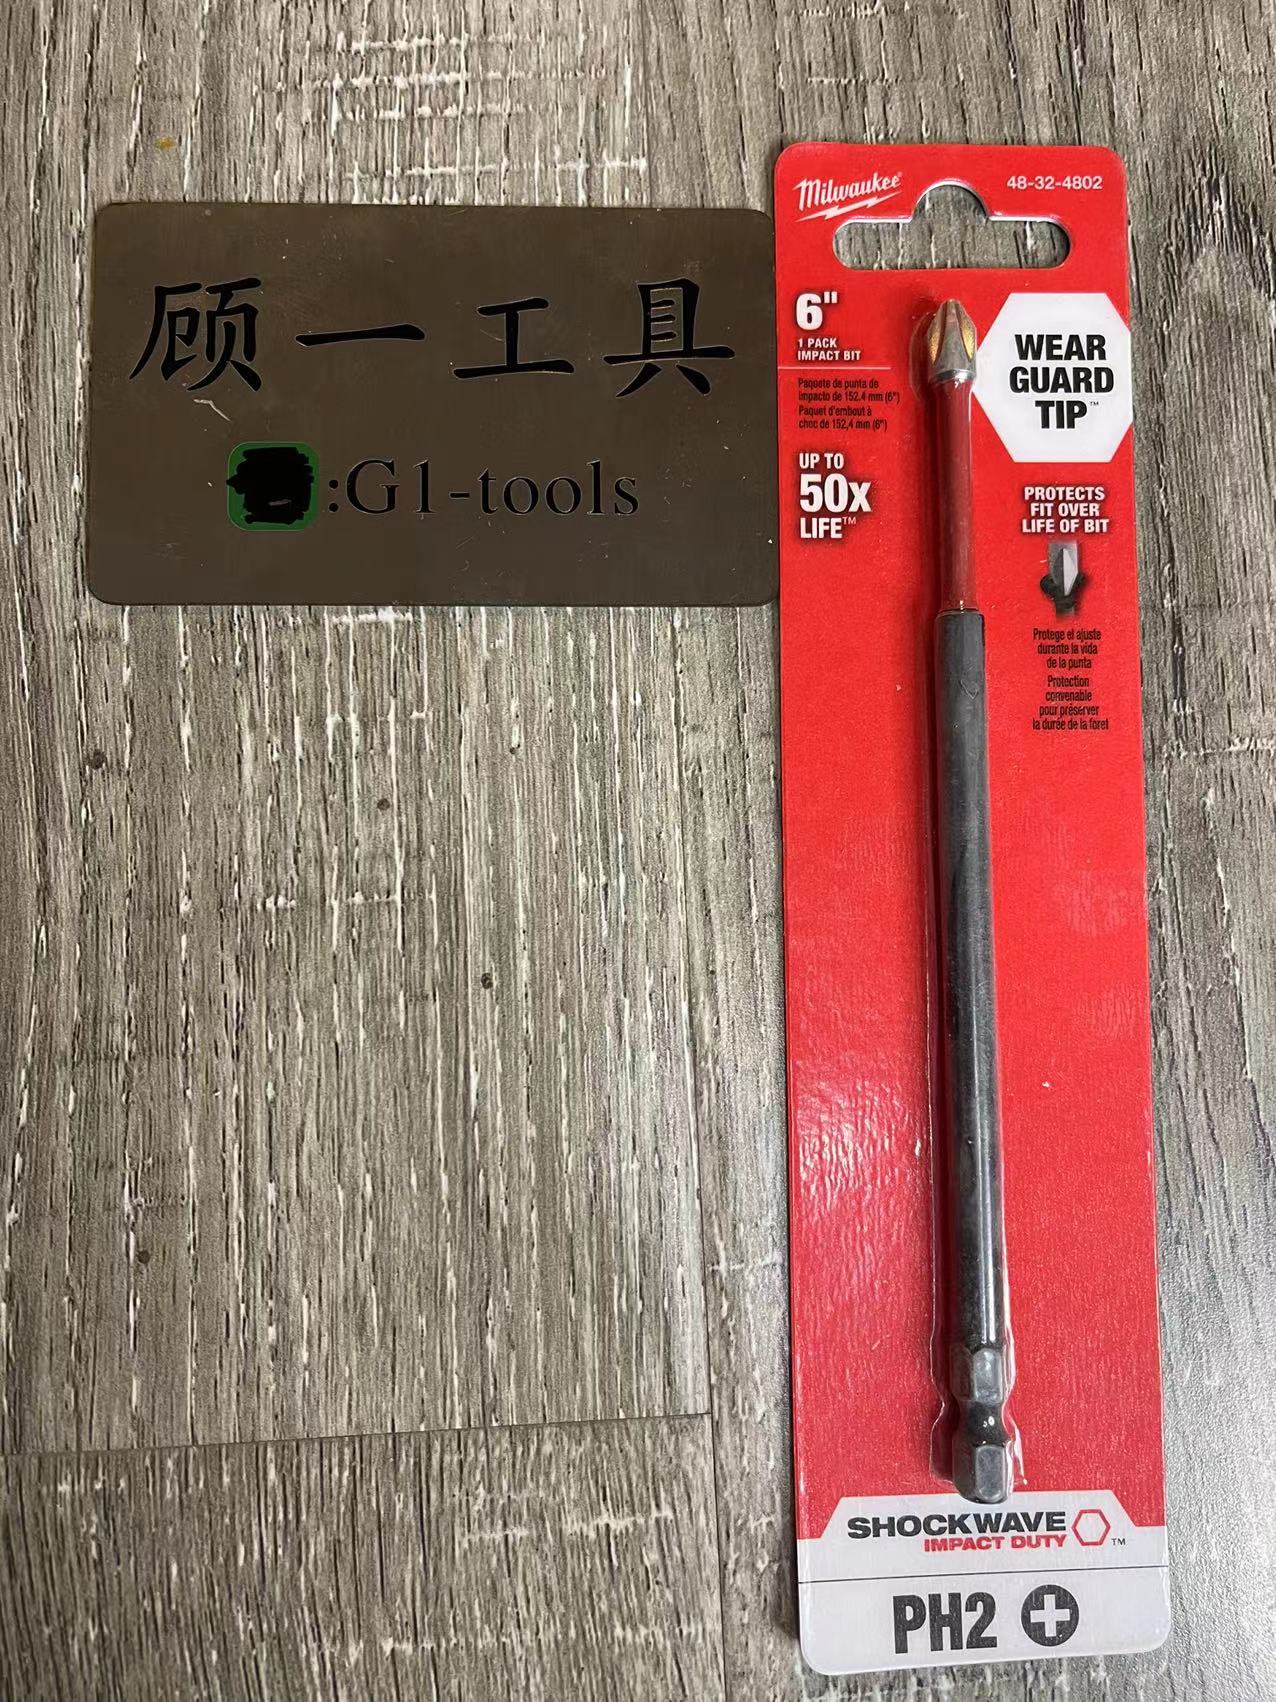 顾一工具
:G1-tools
Milwaukee
48-32-4802
6"
1 PACK
IMPACT BIT
Paquete de punta de
impacto de 152.4 mm (6")
Paquet d'embout à
choc de 152,4 mm (6")
UP TO
50x
LIFE™
WEAR
GUARD
TIP™
PROTECTS
FIT OVER
LIFE OF BIT
Protege el ajuste
durante la vida
de la punta
Protection
convenable
pour préserver
la durée de la foret
SHOCKWAVE
IMPACT DUTY™
PH2